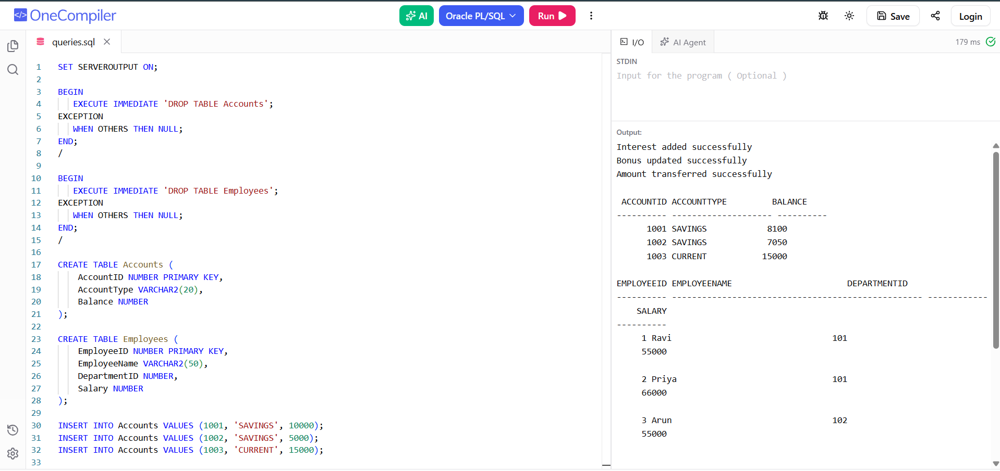 </> OneCompiler
AI
Oracle PL/SQL
Run
Save
Login
queries.sql
1 SET SERVEROUTPUT ON;
2
3 BEGIN
4 EXECUTE IMMEDIATE 'DROP TABLE Accounts';
5 EXCEPTION
6 WHEN OTHERS THEN NULL;
7 END;
8 /
9
10 BEGIN
11 EXECUTE IMMEDIATE 'DROP TABLE Employees';
12 EXCEPTION
13 WHEN OTHERS THEN NULL;
14 END;
15 /
16
17 CREATE TABLE Accounts (
18 AccountID NUMBER PRIMARY KEY,
19 AccountType VARCHAR2(20),
20 Balance NUMBER
21 );
22
23 CREATE TABLE Employees (
24 EmployeeID NUMBER PRIMARY KEY,
25 EmployeeName VARCHAR2(50),
26 DepartmentID NUMBER,
27 Salary NUMBER
28 );
29
30 INSERT INTO Accounts VALUES (1001, 'SAVINGS', 10000);
31 INSERT INTO Accounts VALUES (1002, 'SAVINGS', 5000);
32 INSERT INTO Accounts VALUES (1003, 'CURRENT', 15000);
33
I/O
AI Agent
179 ms
STDIN
Input for the program ( Optional )
Output:
Interest added successfully
Bonus updated successfully
Amount transferred successfully
ACCOUNTID ACCOUNTTYPE BALANCE
---------- -------------------- ----------
1001 SAVINGS 8100
1002 SAVINGS 7050
1003 CURRENT 15000
EMPLOYEEID EMPLOYEENAME DEPARTMENTID
---------- -------------------------------------------------- ------------
SALARY
----------
1 Ravi 101
55000
2 Priya 101
66000
3 Arun 102
55000